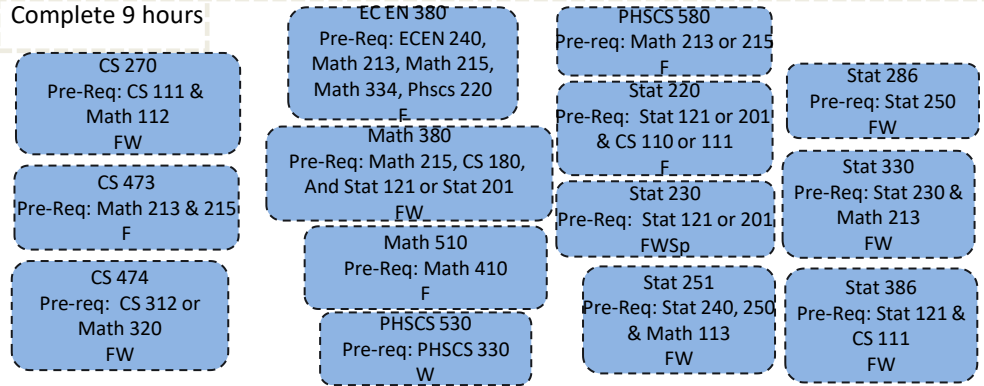 Complete 9 hours
CS 270
Pre-Req: CS 111 &
Math 112
FW
CS 473
Pre-Req: Math 213 & 215
F
CS 474
Pre-req: CS 312 or
Math 320
FW
EC EN 380
Pre-Req: ECEN 240,
Math 213, Math 215,
Math 334, Phscs 220
F
Math 380
Pre-Req: Math 215, CS 180,
And Stat 121 or Stat 201
FW
Math 510
Pre-Req: Math 410
F
PHSCS 530
Pre-req: PHSCS 330
W
PHSCS 580
Pre-req: Math 213 or 215
F
Stat 220
Pre-Req: Stat 121 or 201
& CS 110 or 111
F
Stat 230
Pre-Req: Stat 121 or 201
FWSp
Stat 251
Pre-Req: Stat 240, 250
& Math 113
FW
Stat 286
Pre-req: Stat 250
FW
Stat 330
Pre-Req: Stat 230 &
Math 213
FW
Stat 386
Pre-Req: Stat 121 &
CS 111
FW